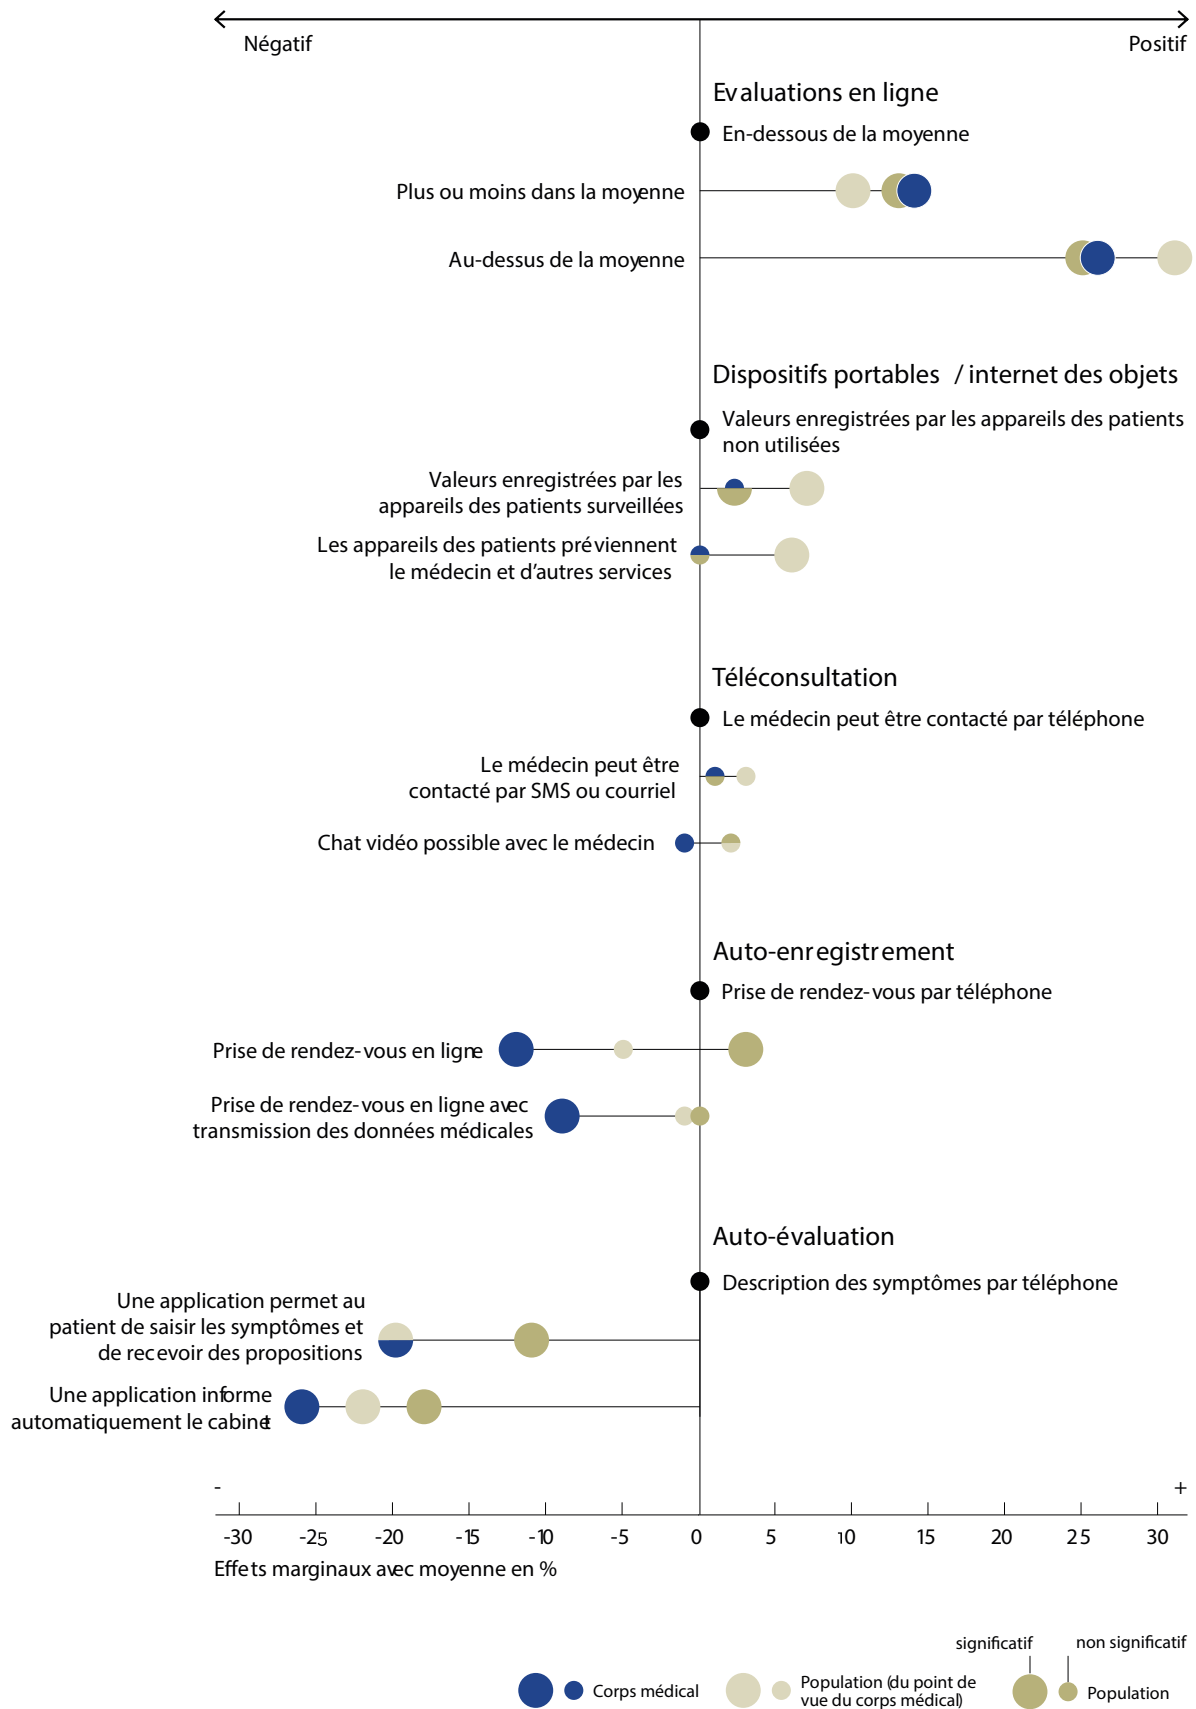 Négatif
Positif
Evaluations en ligne
En-dessous de la moyenne
Plus ou moins dans la moyenne
Au-dessus de la moyenne
Dispositifs portables / internet des objets
Valeurs enregistrées par les appareils des patients
non utilisées
Valeurs enregistrées par les
appareils des patients surveillées
Les appareils des patients préviennent
le médecin et d'autres services
Téléconsultation
Le médecin peut être contacté par téléphone
Le médecin peut être
contacté par SMS ou courriel
Chat vidéo possible avec le médecin
Auto-enregistrement
Prise de rendez-vous par téléphone
Prise de rendez-vous en ligne
Prise de rendez-vous en ligne avec
transmission des données médicales
Auto-évaluation
Description des symptômes par téléphone
Une application permet au
patient de saisir les symptômes et
de recevoir des propositions
Une application informe
automatiquement le cabinet
- +
-30 -25 -20 -15 -10 -5 0 5 10 15 20 25 30
Effets marginaux avec moyenne en %
significatif non significatif
Corps médical
Population (du point de
vue du corps médical)
Population